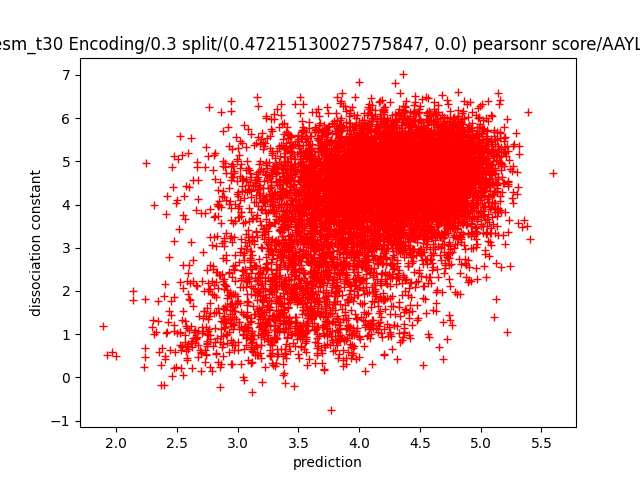 esm_t30 Encoding/0.3 split/(0.47215130027575847, 0.0) pearsonr score/AAYL
7
6
5
4
3
2
1
0
−1
dissociation constant
2.0 2.5 3.0 3.5 4.0 4.5 5.0 5.5
prediction